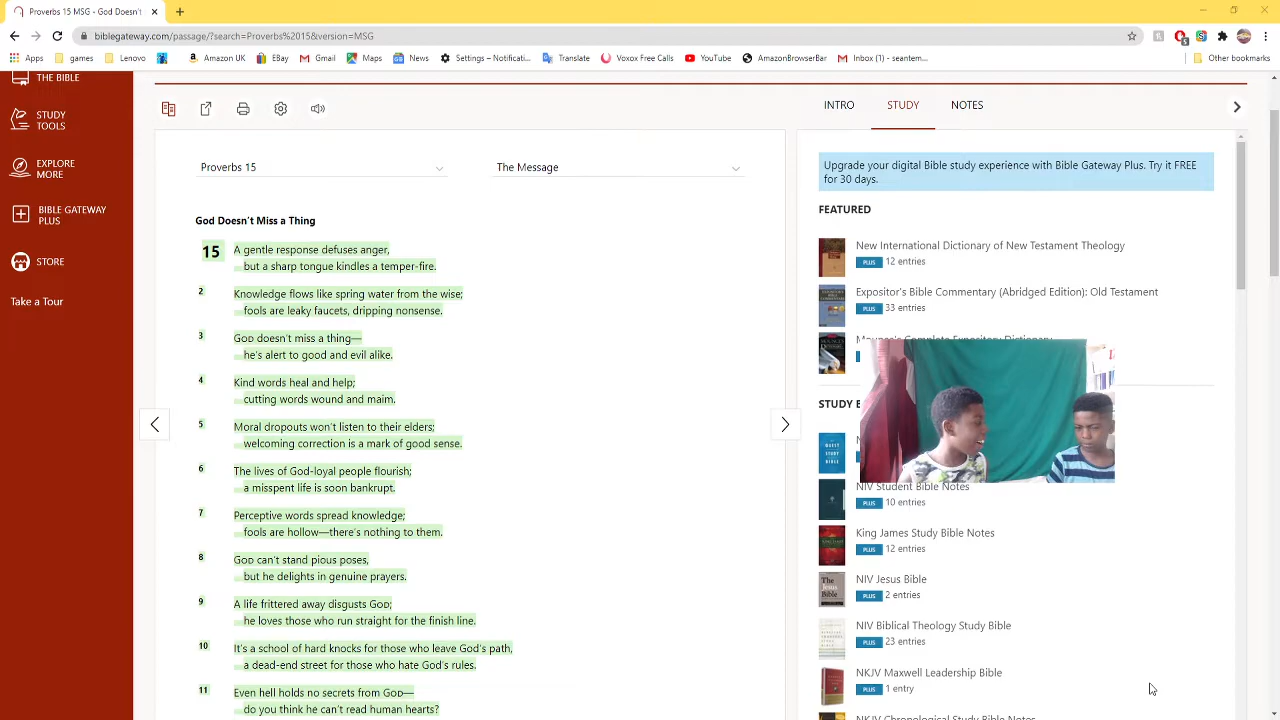 Proverbs 15 MSG - God Doesn't
biblegateway.com/passage/?search=Proverbs%2015&version=MSG
Apps games Lenovo Amazon UK EBay Gmail Maps News Settings – Notificati... Translate Voxox Free Calls YouTube AmazonBrowserBar Inbox (1) – seantem... Other bookmarks
THE BIBLE
STUDY
TOOLS
EXPLORE
MORE
BIBLE GATEWAY
PLUS
STORE
Take a Tour
INTRO STUDY NOTES
Proverbs 15 The Message
God Doesn't Miss a Thing
15 A gentle response defuses anger,
but a sharp tongue kindles a temper-fire.
2 Knowledge flows like spring water from the wise;
fools are leaky faucets, dripping nonsense.
3 God doesn't miss a thing—
he's alert to good and evil alike.
4 Kind words heal and help;
cutting words wound and maim.
5 Moral dropouts won't listen to their elders;
welcoming correction is a mark of good sense.
6 The lives of God-loyal people flourish;
a misspent life is soon bankrupt.
7 Perceptive words spread knowledge;
fools are hollow—there's nothing to them.
8 God can't stand pious poses,
but he delights in genuine prayers.
9 A life frittered away disgusts God;
he loves those who run straight for the finish line.
10 It's a school of hard knocks for those who leave God's path,
a dead-end street for those who hate God's rules.
11 Even hell holds no secrets from God—
do you think he can't read human hearts?
Upgrade your digital Bible study experience with Bible Gateway Plus. Try it FREE
for 30 days.
FEATURED
New International Dictionary of New Testament Theology
PLUS 12 entries
Expositor's Bible Commentary (Abridged Edition): Old Testament
PLUS 33 entries
Mounce's Complete Expository Dictionary
STUDY
NIV Student Bible Notes
PLUS 10 entries
King James Study Bible Notes
PLUS 12 entries
The
Jesus
Bible
NIV Jesus Bible
PLUS 2 entries
NIV Biblical Theology Study Bible
PLUS 23 entries
NKJV Maxwell Leadership Bible
PLUS 1 entry
NKJV Chronological Study Bible Notes